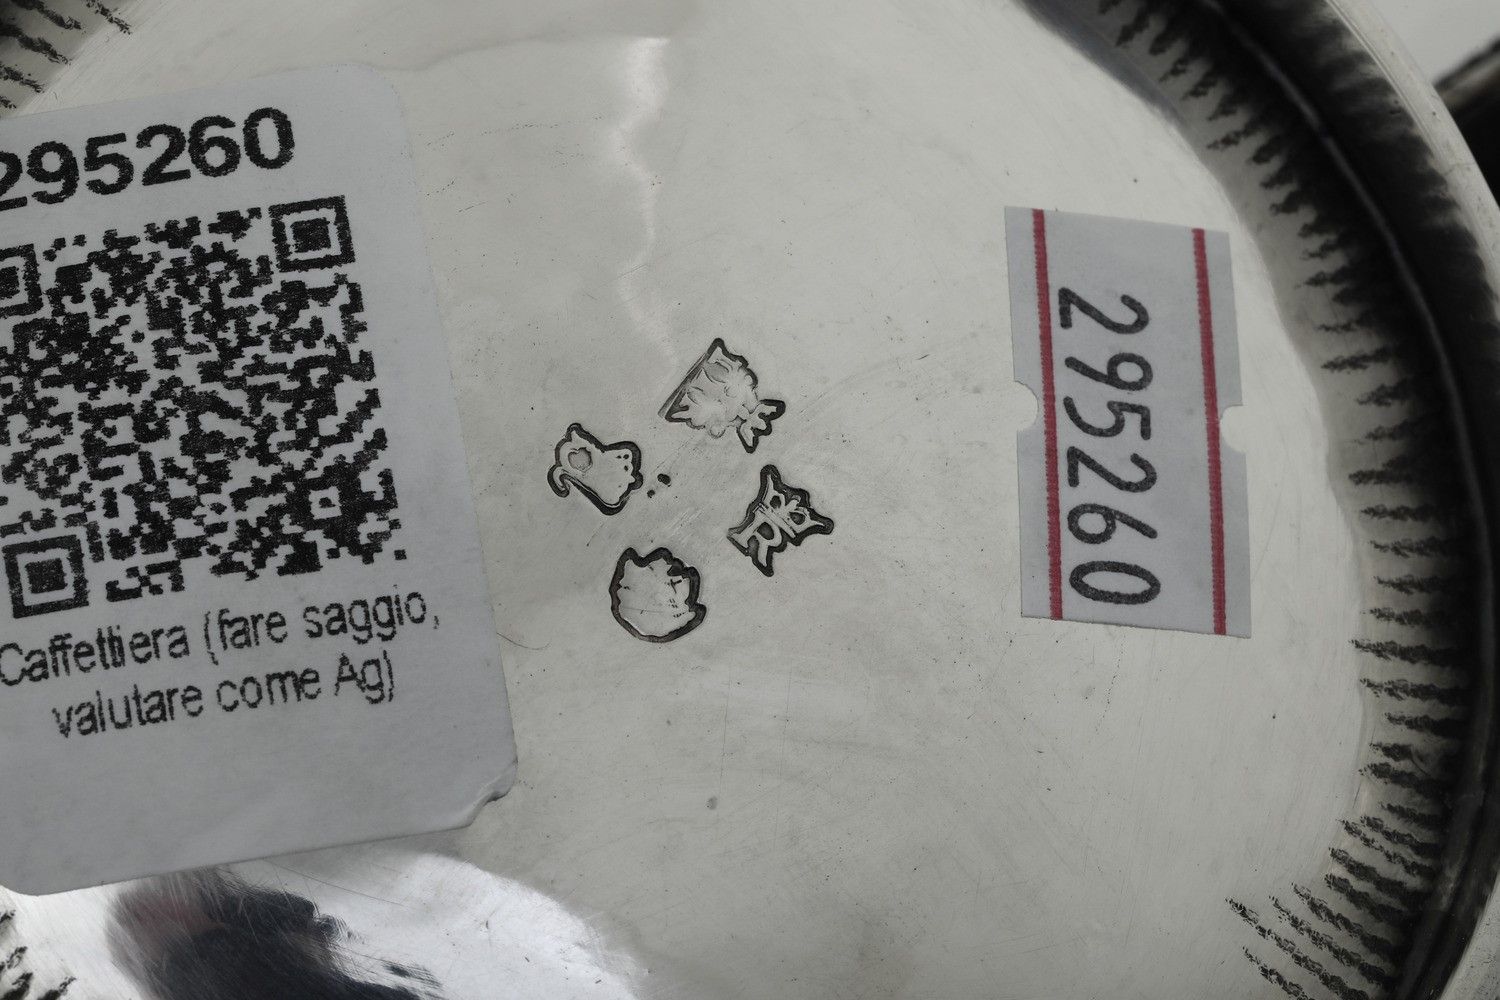 295260
Caffettiera (fare saggio,
valutare come Ag)
295260